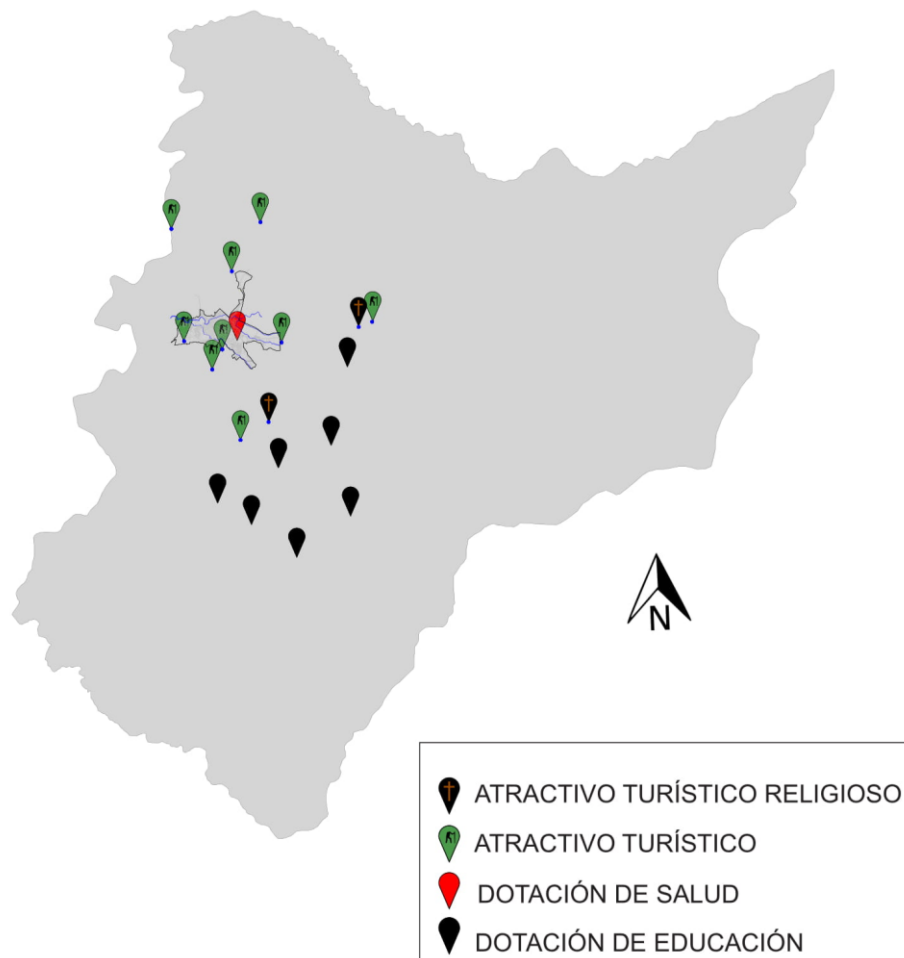 N
ATRACTIVO TURÍSTICO RELIGIOSO
ATRACTIVO TURÍSTICO
DOTACIÓN DE SALUD
DOTACIÓN DE EDUCACIÓN